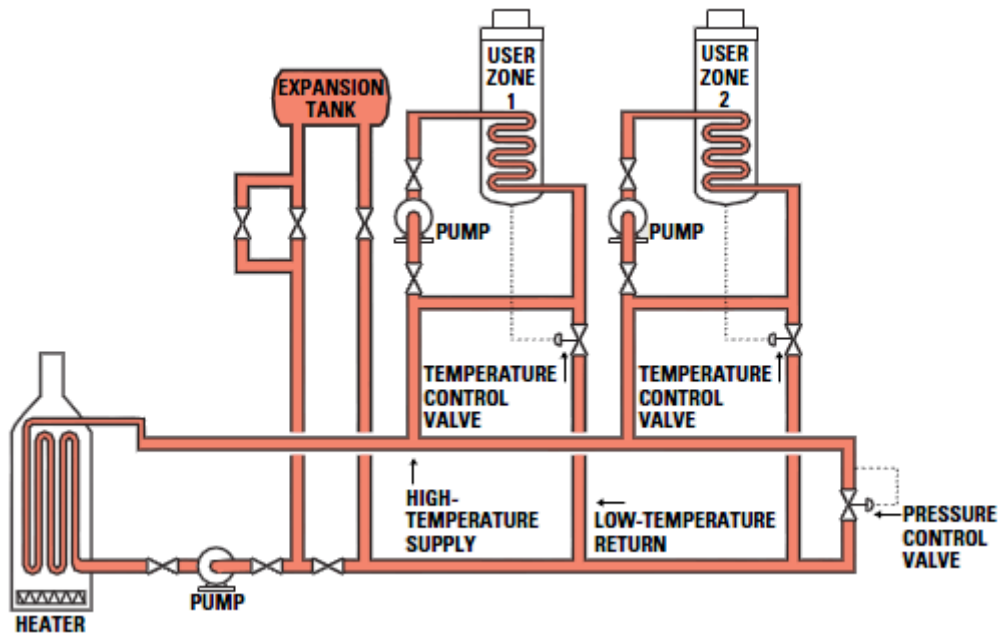 USER
ZONE
1
USER
ZONE
2
EXPANSION
TANK
PUMP
PUMP
TEMPERATURE
CONTROL
VALVE
TEMPERATURE
CONTROL
VALVE
HIGH-
TEMPERATURE
SUPPLY
LOW-TEMPERATURE
RETURN
PRESSURE
CONTROL
VALVE
PUMP
HEATER